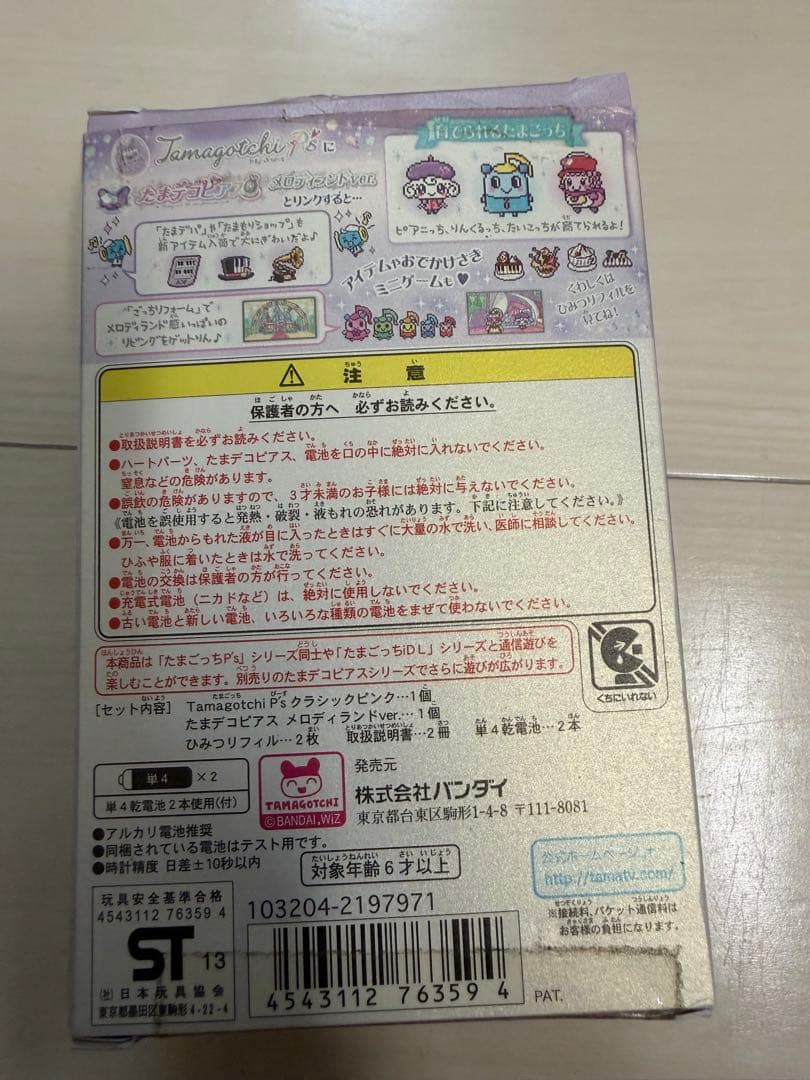 Tamagotchi P'sに
たまデコピアス メロディランドver.
とリンクすると…
育てられるたまごっち
ピアニっち、りんくるっち、たいこっちが育てられるよ!
「たまデパ」や「たまもりショップ」も
新アイテム入荷で大にぎわいだよ♪
アイテムやおでかけさき
ミニゲームも♥
くわしくは
ひみつリフィルを
見てね!
「ごっちリフォーム」で
メロディランド感いっぱいの
リビングをゲットりん♪
⚠ 注意
保護者の方へ 必ずお読みください。
●取扱説明書を必ずお読みください。
●ハートパーツ、たまデコピアス、電池を口の中に絶対に入れないでください。
窒息などの危険があります。
●誤飲の危険がありますので、3才未満のお子様には絶対に与えないでください。
《電池を誤使用すると発熱・破裂・液もれの恐れがあります。下記に注意してください。》
●万一、電池からもれた液が目に入ったときはすぐに大量の水で洗い、医師に相談してください。
ひふや服に着いたときは水で洗ってください。
●電池の交換は保護者の方が行ってください。
●充電式電池(ニカドなど)は、絶対に使用しないでください。
●古い電池と新しい電池、いろいろな種類の電池をまぜて使わないでください。
本商品は「たまごっちP's」シリーズ同士や「たまごっちiDL」シリーズと通信遊びを
楽しむことができます。別売りのたまデコピアスシリーズでさらに遊びが広がります。
くちにいれない
[セット内容] Tamagotchi P's クラシックピンク…1個
たまデコピアス メロディランドver.…1個
ひみつリフィル…2枚 取扱説明書…2冊 単4乾電池…2本
単4 ×2
単4乾電池2本使用(付)
TAMAGOTCHI
©BANDAI,WiZ
発売元
株式会社バンダイ
東京都台東区駒形1-4-8 〒111-8081
●アルカリ電池推奨
●同梱されている電池はテスト用です。
●時計精度 日差±10秒以内
対象年齢6才以上
公式ホームページは、
http://tamatv.com/
※接続料、パケット通信料は
お客様の負担になります。
玩具安全基準合格
4543112 76359 4
ST 13
(社)日本玩具協会
東京都墨田区東駒形4-22-4
103204-2197971
4543112 763594
PAT.